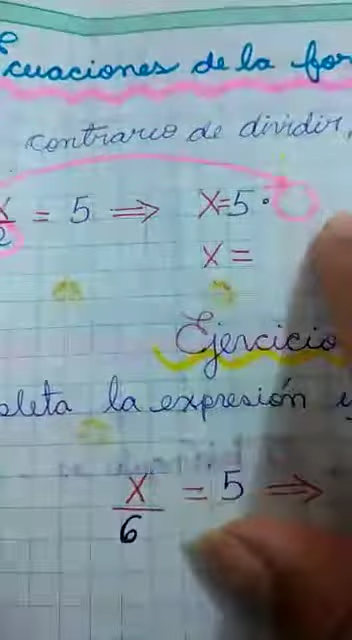 Ecuaciones de la for
contrario de dividir,
x/2 = 5 ⟹ x=5·
x =
Ejercicio
pleta la expresión y
x/6 = 5 ⟹